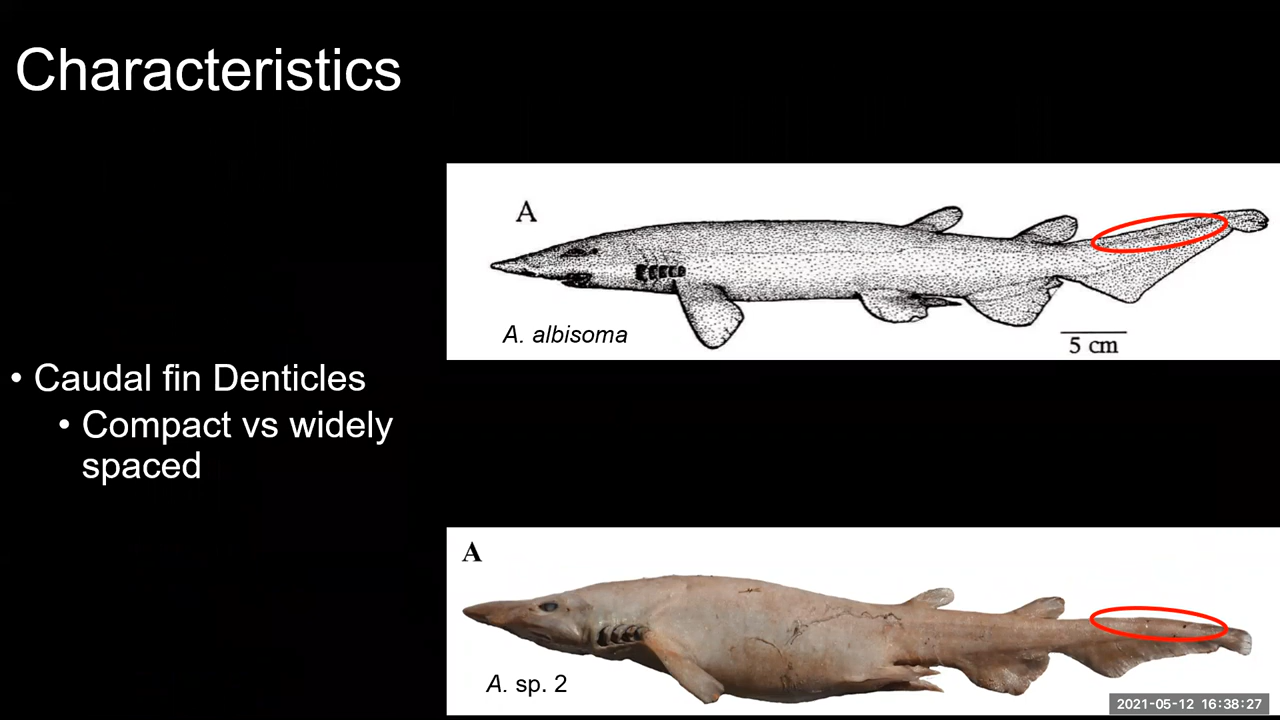 Characteristics
A
A. albisoma
5 cm
• Caudal fin Denticles
• Compact vs widely
spaced
A
A. sp. 2
2021-05-12 16:38:27